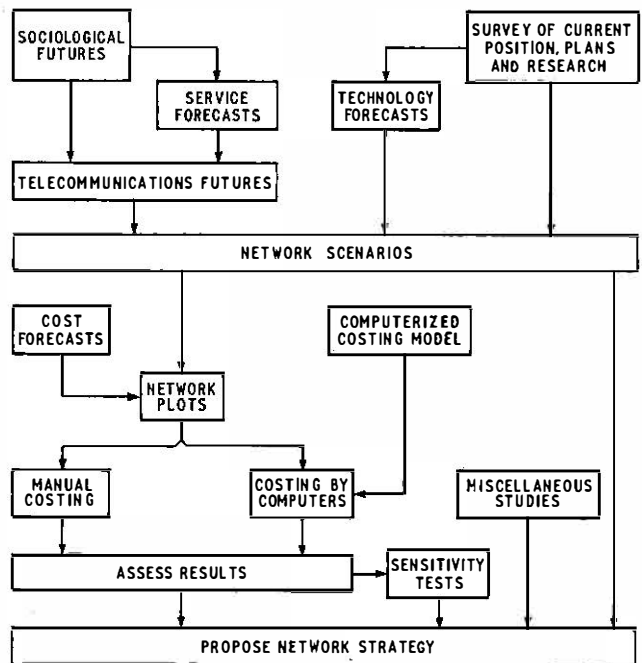 SOCIOLOGICAL
FUTURES
SURVEY OF CURRENT
POSITION, PLANS
AND RESEARCH
SERVICE
FORECASTS
TECHNOLOGY
FORECASTS
TELECOMMUNICATIONS FUTURES
NETWORK SCENARIOS
COST
FORECASTS
COMPUTERIZED
COSTING MODEL
NETWORK
PLOTS
MANUAL
COSTING
COSTING BY
COMPUTERS
MISCELLANEOUS
STUDIES
ASSESS RESULTS
SENSITIVITY
TESTS
PROPOSE NETWORK STRATEGY